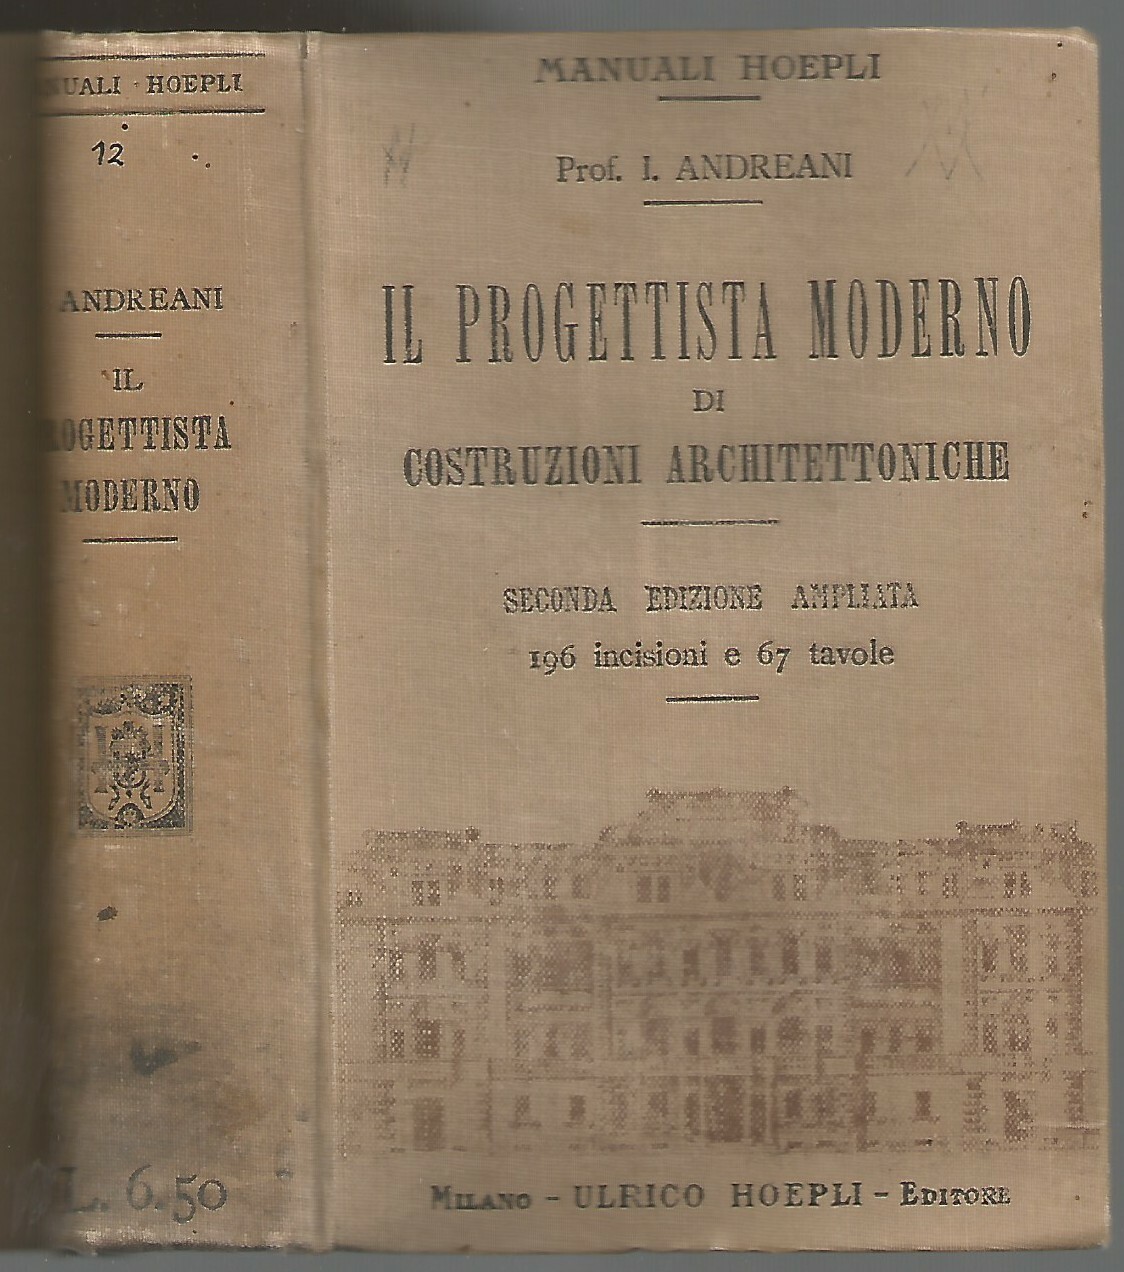 MANUALI HOEPLI
12
ANDREANI
IL
PROGETTISTA
MODERNO
L. 6.50
MANUALI HOEPLI
Prof. I. ANDREANI
IL PROGETTISTA MODERNO
DI
COSTRUZIONI ARCHITETTONICHE
SECONDA EDIZIONE AMPLIATA
196 incisioni e 67 tavole
MILANO - ULRICO HOEPLI - EDITORE